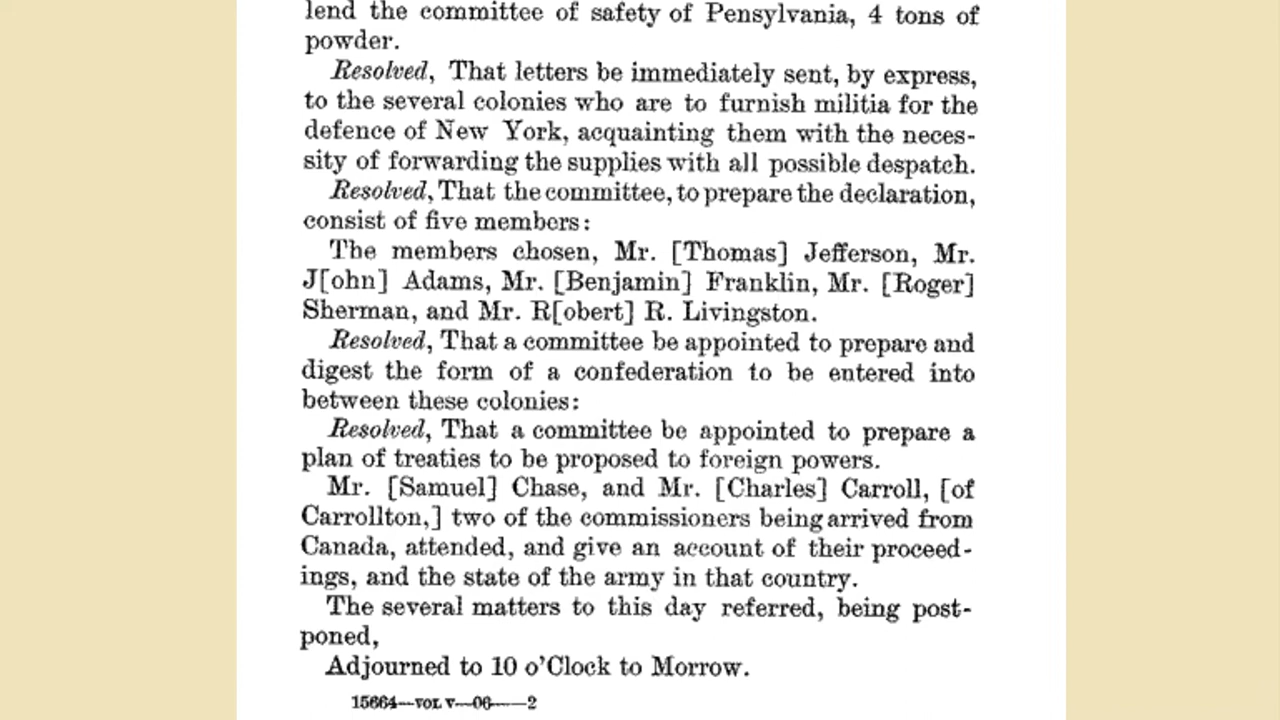 lend the committee of safety of Pensylvania, 4 tons of
powder.
Resolved, That letters be immediately sent, by express,
to the several colonies who are to furnish militia for the
defence of New York, acquainting them with the neces-
sity of forwarding the supplies with all possible despatch.
Resolved, That the committee, to prepare the declaration,
consist of five members:
The members chosen, Mr. [Thomas] Jefferson, Mr.
J[ohn] Adams, Mr. [Benjamin] Franklin, Mr. [Roger]
Sherman, and Mr. R[obert] R. Livingston.
Resolved, That a committee be appointed to prepare and
digest the form of a confederation to be entered into
between these colonies:
Resolved, That a committee be appointed to prepare a
plan of treaties to be proposed to foreign powers.
Mr. [Samuel] Chase, and Mr. [Charles] Carroll, [of
Carrollton,] two of the commissioners being arrived from
Canada, attended, and give an account of their proceed-
ings, and the state of the army in that country.
The several matters to this day referred, being post-
poned,
Adjourned to 10 o'Clock to Morrow.
15664—VOL V—06——2